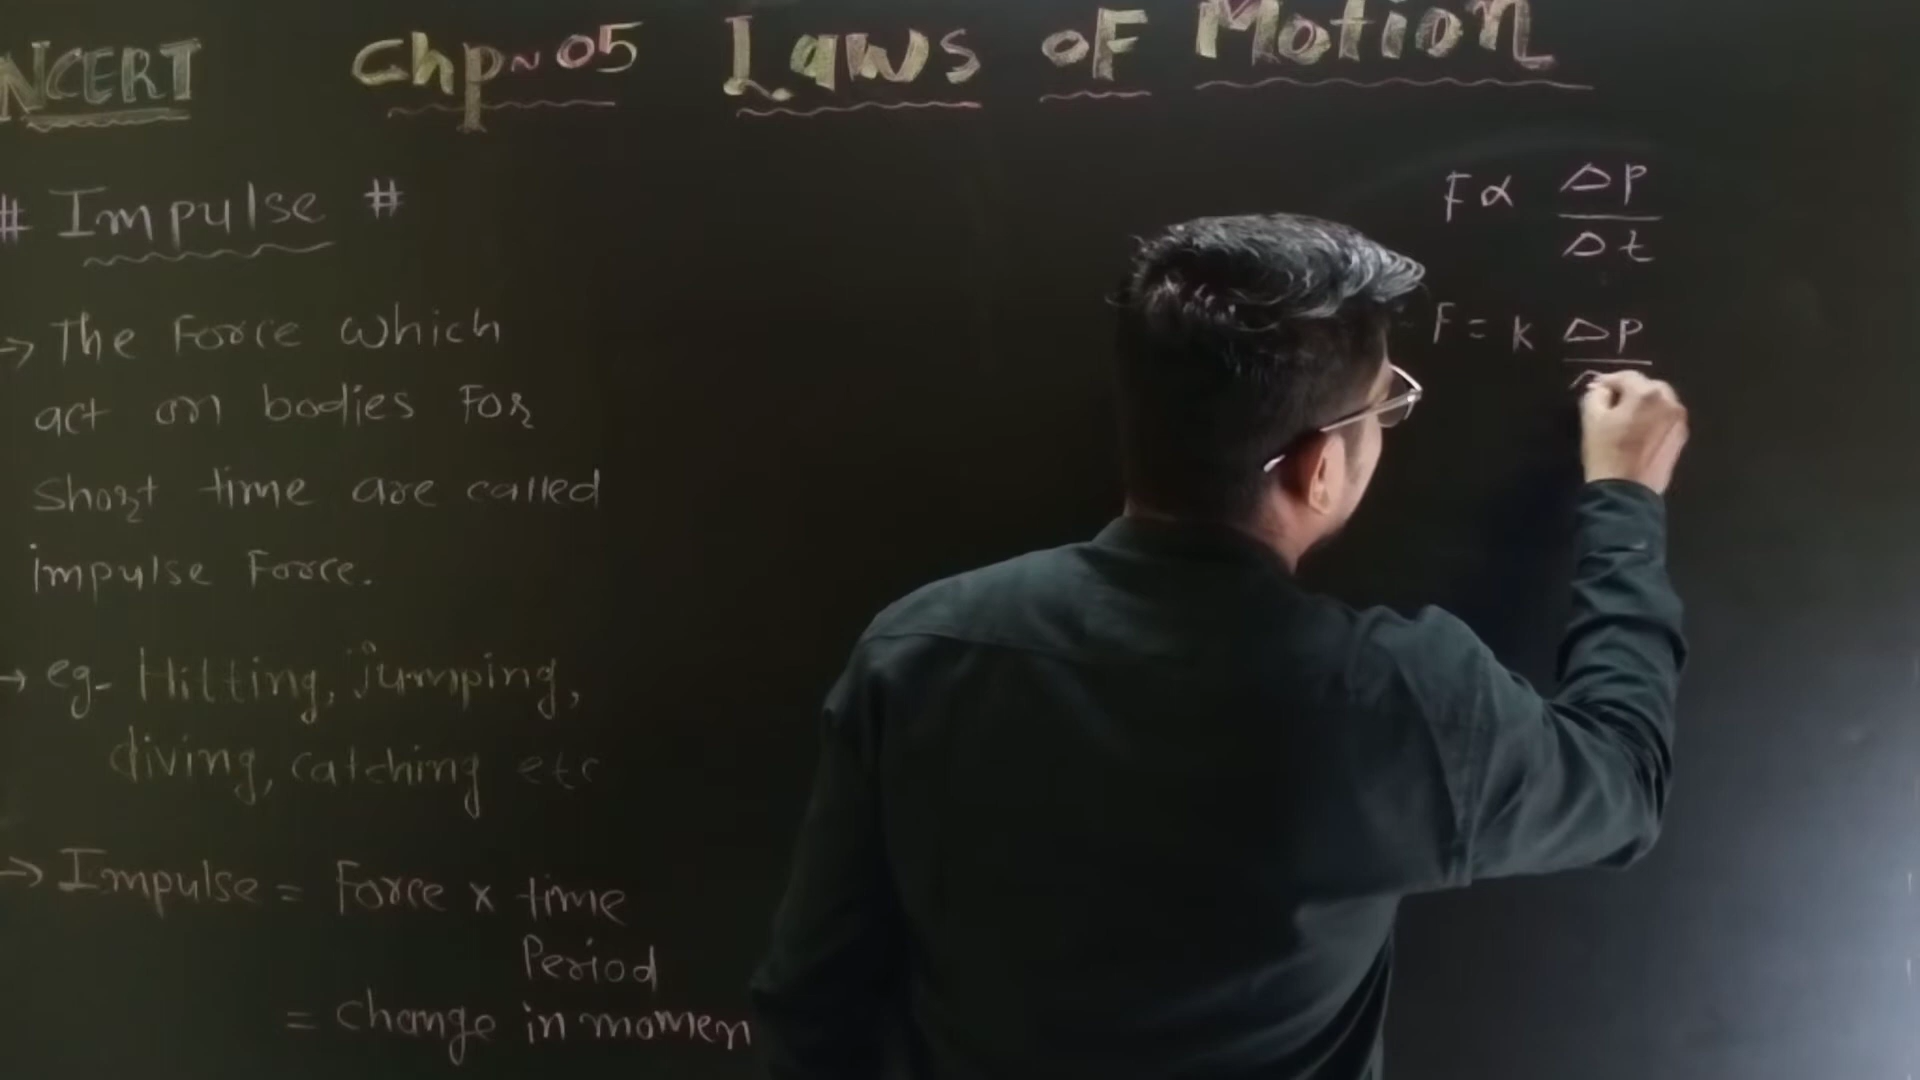 NCERT Chp~05 Laws of Motion
# Impulse #
→ The Force which
act on bodies For
short time are called
impulse Force.
→ eg- Hitting, jumping,
diving, catching etc
→ Impulse = Force x time
Period
= change in momen
F ∝ Δp
Δt
F = k Δp